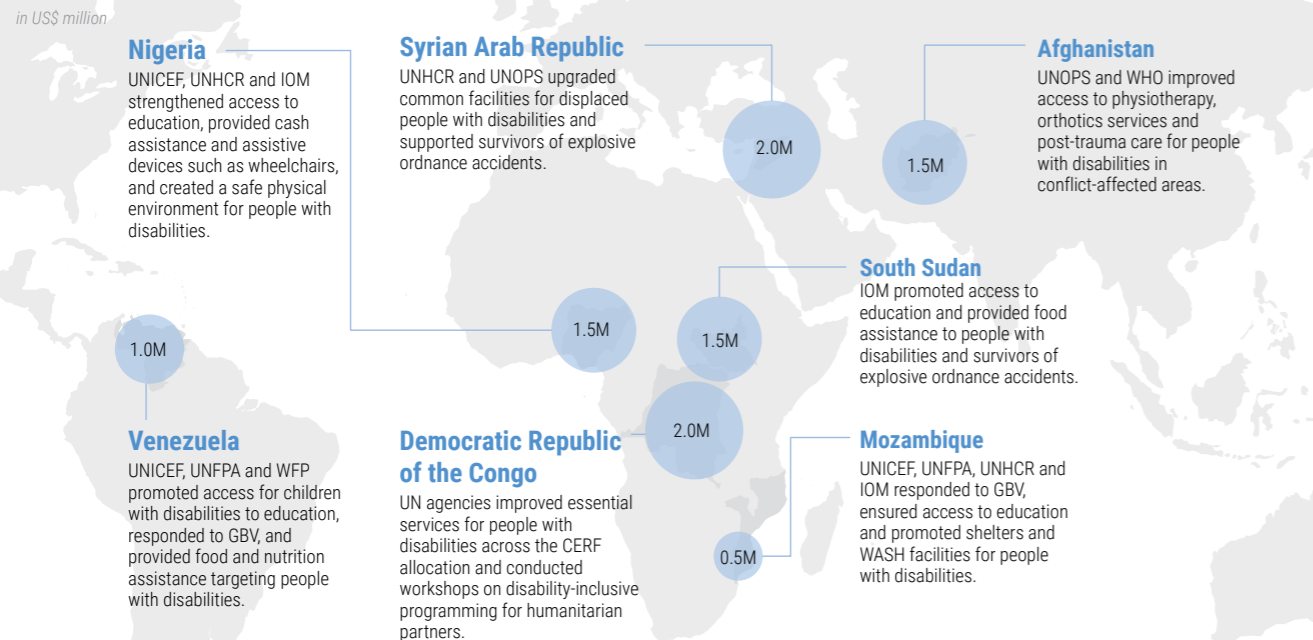 in US$ million
Nigeria
UNICEF, UNHCR and IOM
strengthened access to
education, provided cash
assistance and assistive
devices such as wheelchairs,
and created a safe physical
environment for people with
disabilities.
Syrian Arab Republic
UNHCR and UNOPS upgraded
common facilities for displaced
people with disabilities and
supported survivors of explosive
ordnance accidents.
2.0M
1.5M
Afghanistan
UNOPS and WHO improved
access to physiotherapy,
orthotics services and
post-trauma care for people
with disabilities in
conflict-affected areas.
1.5M
1.5M
South Sudan
IOM promoted access to
education and provided food
assistance to people with
disabilities and survivors of
explosive ordnance accidents.
1.0M
Venezuela
UNICEF, UNFPA and WFP
promoted access for children
with disabilities to education,
responded to GBV, and
provided food and nutrition
assistance targeting people
with disabilities.
Democratic Republic
of the Congo
UN agencies improved essential
services for people with
disabilities across the CERF
allocation and conducted
workshops on disability-inclusive
programming for humanitarian
partners.
2.0M
0.5M
Mozambique
UNICEF, UNFPA, UNHCR and
IOM responded to GBV,
ensured access to education
and promoted shelters and
WASH facilities for people
with disabilities.